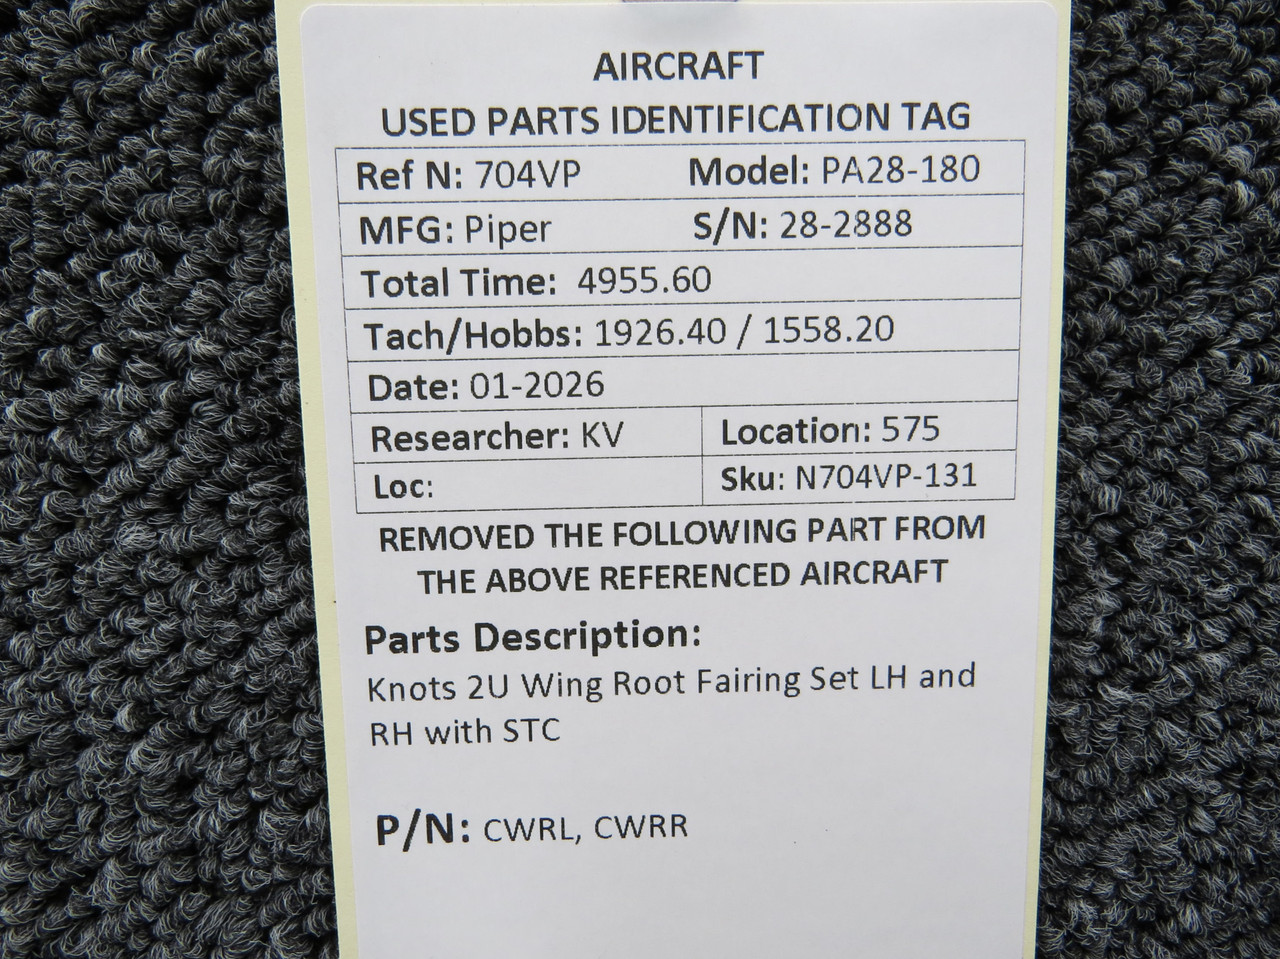 AIRCRAFT
USED PARTS IDENTIFICATION TAG
Ref N: 704VP Model: PA28-180
MFG: Piper S/N: 28-2888
Total Time: 4955.60
Tach/Hobbs: 1926.40 / 1558.20
Date: 01-2026
Researcher: KV Location: 575
Loc: Sku: N704VP-131
REMOVED THE FOLLOWING PART FROM
THE ABOVE REFERENCED AIRCRAFT
Parts Description:
Knots 2U Wing Root Fairing Set LH and
RH with STC
P/N: CWRL, CWRR